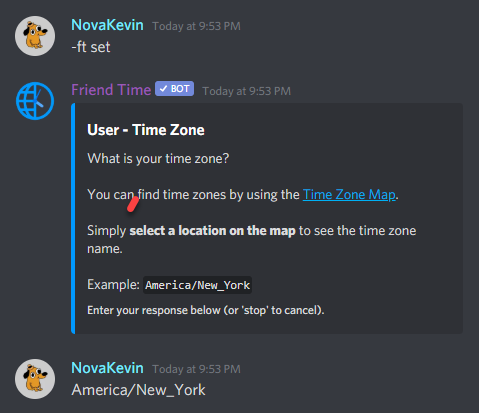 NovaKevin Today at 9:53 PM
-ft set
Friend Time ✓ BOT Today at 9:53 PM
User - Time Zone
What is your time zone?
You can find time zones by using the Time Zone Map.
Simply select a location on the map to see the time zone
name.
Example: America/New_York
Enter your response below (or 'stop' to cancel).
NovaKevin Today at 9:53 PM
America/New_York